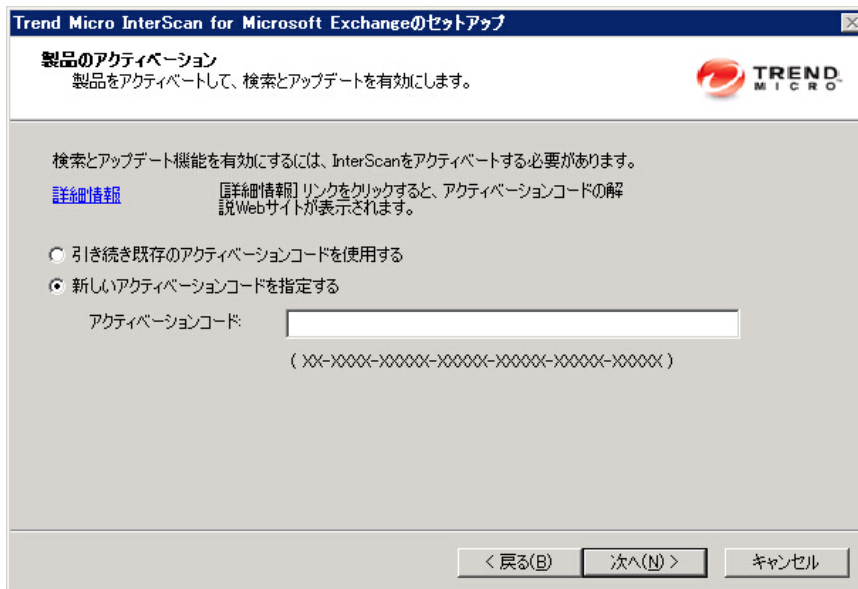 Trend Micro InterScan for Microsoft Exchangeのセットアップ
製品のアクティベーション
製品をアクティベートして、検索とアップデートを有効にします。
TREND
MICRO
検索とアップデート機能を有効にするには、InterScanをアクティベートする必要があります。
詳細情報
[詳細情報] リンクをクリックすると、アクティベーションコードの解
説Webサイトが表示されます。
引き続き既存のアクティベーションコードを使用する
新しいアクティベーションコードを指定する
アクティベーションコード:
( XX-XXXX-XXXXX-XXXXX-XXXXX-XXXXX-XXXXX )
< 戻る(B)
次へ(N) >
キャンセル